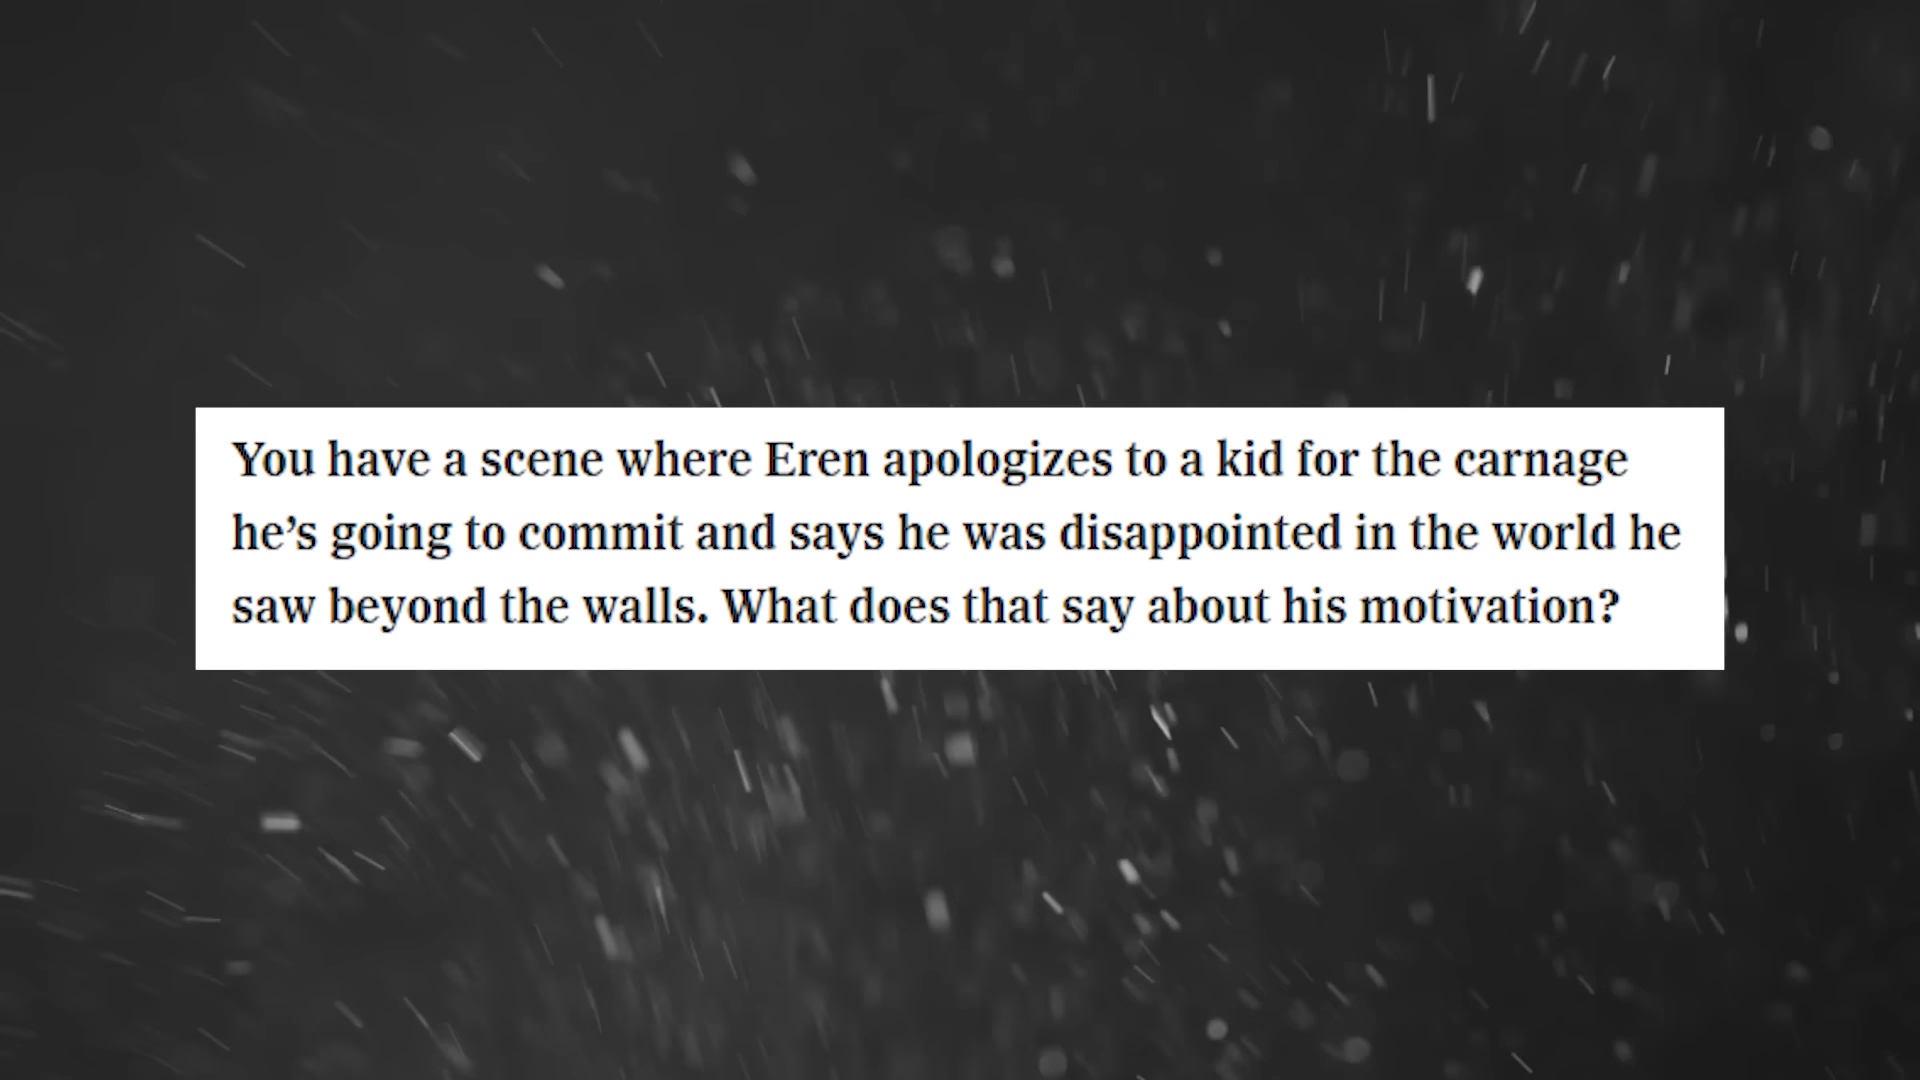 You have a scene where Eren apologizes to a kid for the carnage
he’s going to commit and says he was disappointed in the world he
saw beyond the walls. What does that say about his motivation?